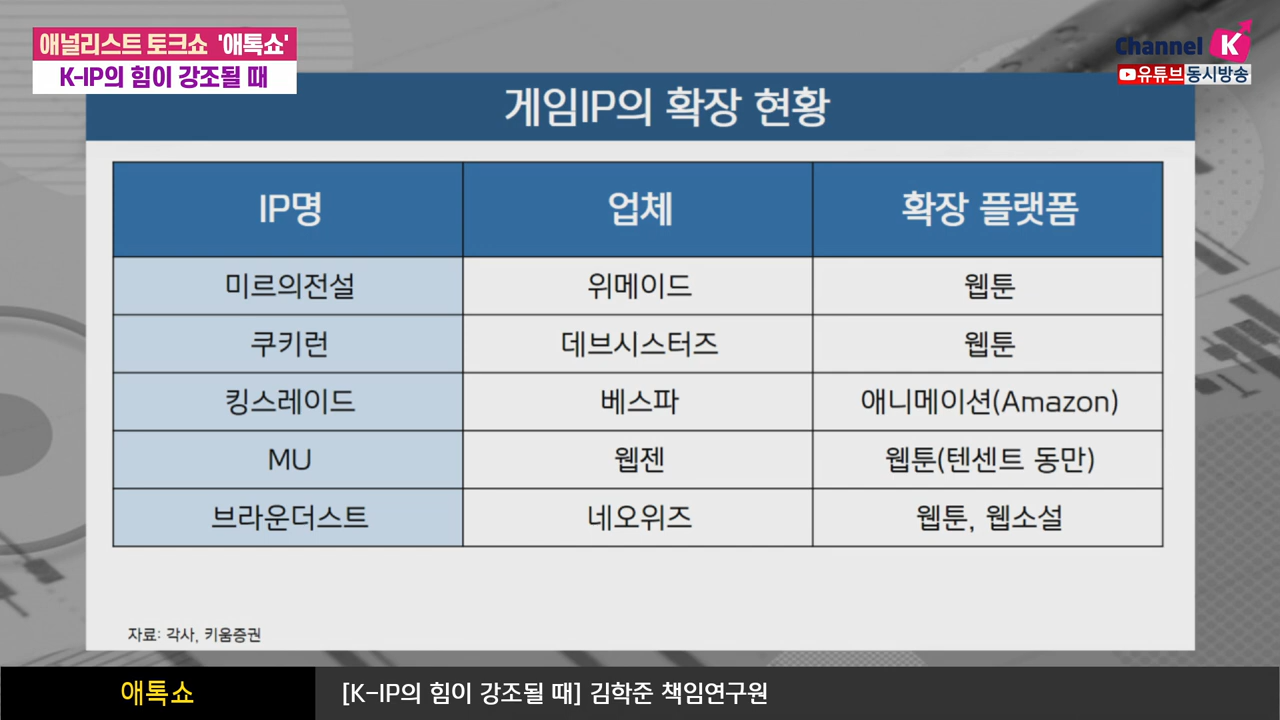 애널리스트 토크쇼 '애톡쇼'
K-IP의 힘이 강조될 때
Channel K
유튜브동시방송
게임IP의 확장 현황
IP명 업체 확장 플랫폼
미르의전설 위메이드 웹툰
쿠키런 데브시스터즈 웹툰
킹스레이드 베스파 애니메이션(Amazon)
MU 웹젠 웹툰(텐센트 동만)
브라운더스트 네오위즈 웹툰, 웹소설
자료: 각사, 키움증권
애톡쇼 [K-IP의 힘이 강조될 때] 김학준 책임연구원